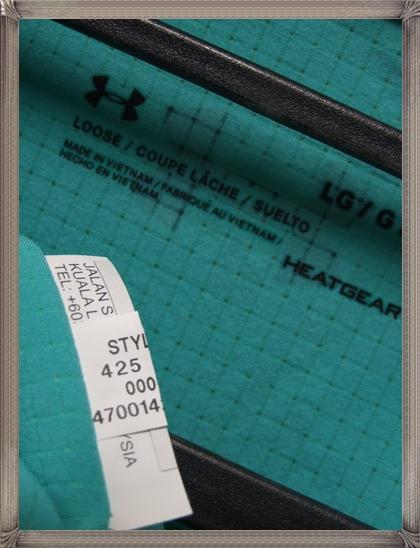 LOOSE / COUPE LÂCHE / SUELTO
MADE IN VIETNAM / FABRIQUÉ AU VIETNAM /
HECHO EN VIETNAM
LG / G
HEATGEAR
JALAN S
KUALA L
TEL: +60
STYL
425
000
470014
YSIA